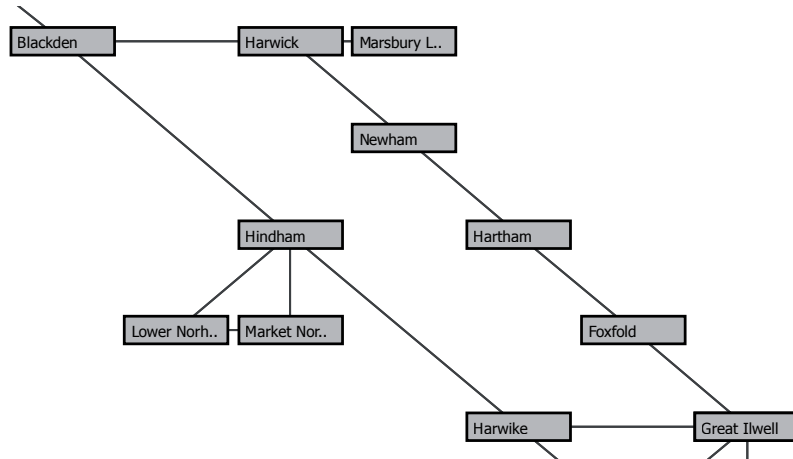 Blackden
Harwick
Marsbury L..
Newham
Hindham
Hartham
Lower Norh..
Market Nor..
Foxfold
Harwike
Great Ilwell